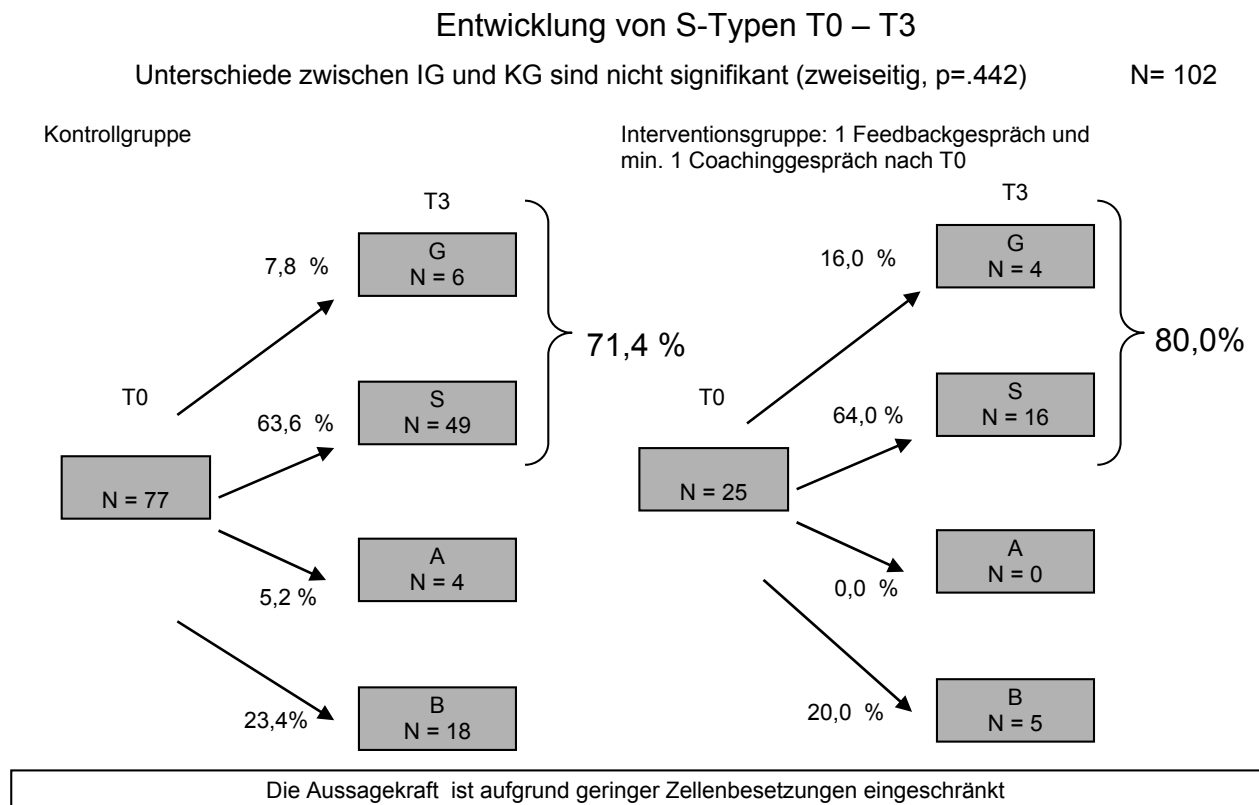 Entwicklung von S-Typen T0 – T3
Unterschiede zwischen IG und KG sind nicht signifikant (zweiseitig, p=.442) N= 102
Kontrollgruppe
T3
G
N = 6
7,8 %
71,4 %
T0
S
N = 49
63,6 %
N = 77
A
N = 4
5,2 %
B
N = 18
23,4%
Interventionsgruppe: 1 Feedbackgespräch und
min. 1 Coachinggespräch nach T0
T3
G
N = 4
16,0 %
80,0%
T0
S
N = 16
64,0 %
N = 25
A
N = 0
0,0 %
B
N = 5
20,0 %
Die Aussagekraft ist aufgrund geringer Zellenbesetzungen eingeschränkt